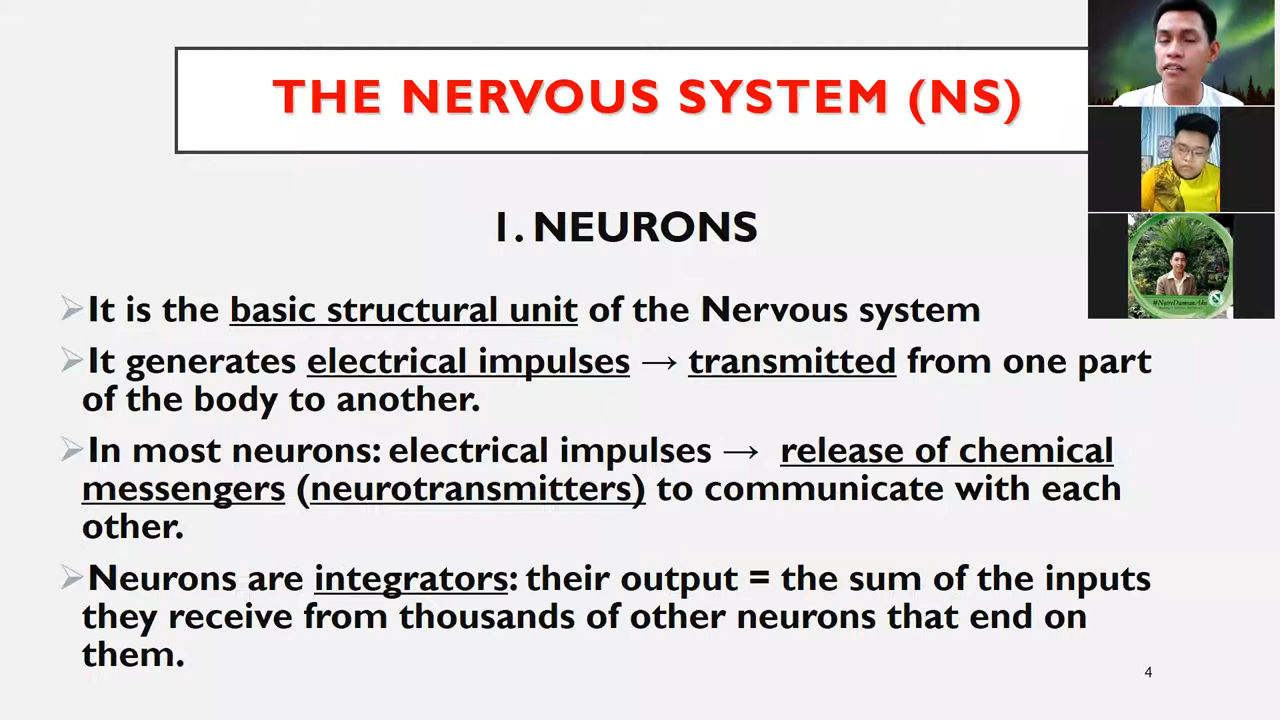 THE NERVOUS SYSTEM (NS)
1. NEURONS
It is the basic structural unit of the Nervous system
It generates electrical impulses → transmitted from one part
of the body to another.
In most neurons: electrical impulses → release of chemical
messengers (neurotransmitters) to communicate with each
other.
Neurons are integrators: their output = the sum of the inputs
they receive from thousands of other neurons that end on
them.
4